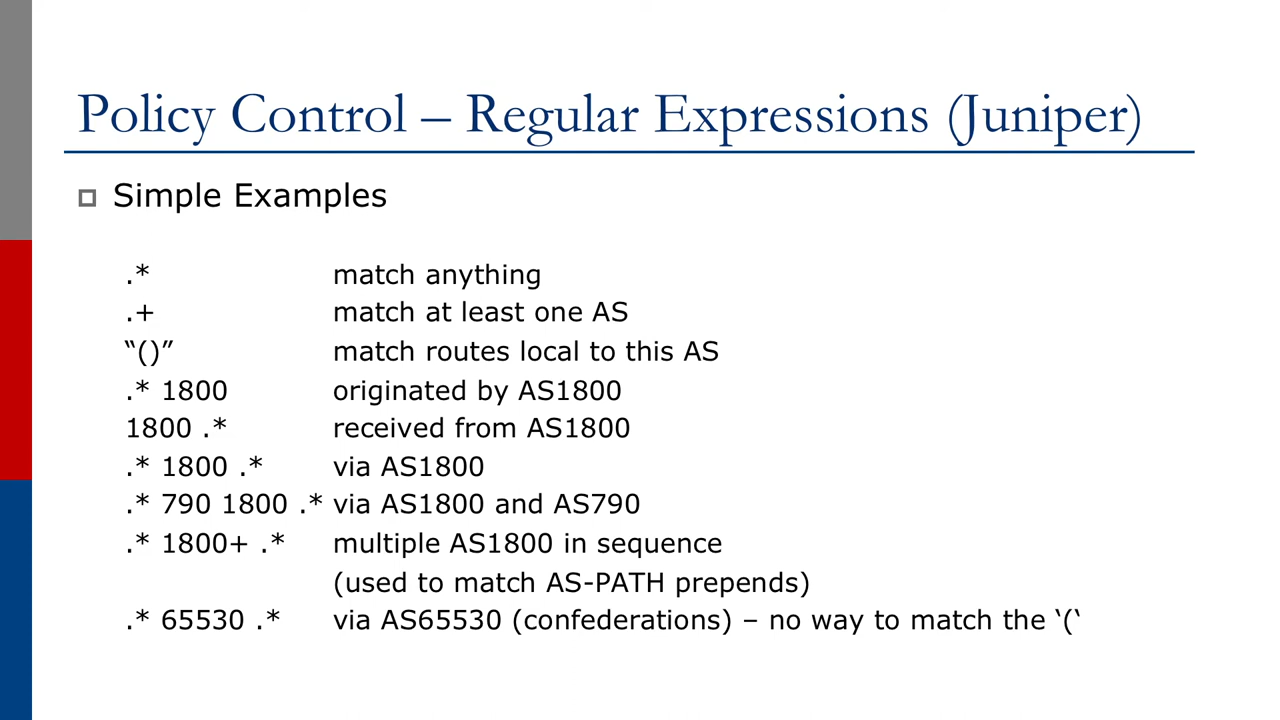 Policy Control – Regular Expressions (Juniper)
Simple Examples
.* match anything
.+ match at least one AS
“()” match routes local to this AS
.* 1800 originated by AS1800
1800 .* received from AS1800
.* 1800 .* via AS1800
.* 790 1800 .* via AS1800 and AS790
.* 1800+ .* multiple AS1800 in sequence
(used to match AS-PATH prepends)
.* 65530 .* via AS65530 (confederations) – no way to match the ‘(‘